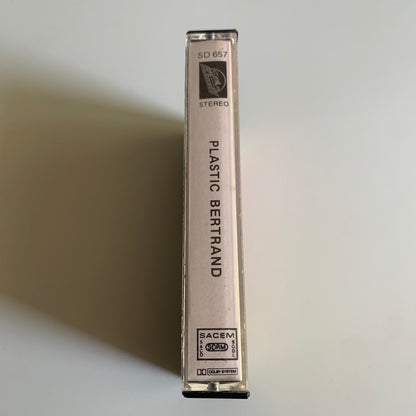 SD 657
STEREO
PLASTIC BERTRAND
SACEM
SDRM
DOLBY SYSTEM